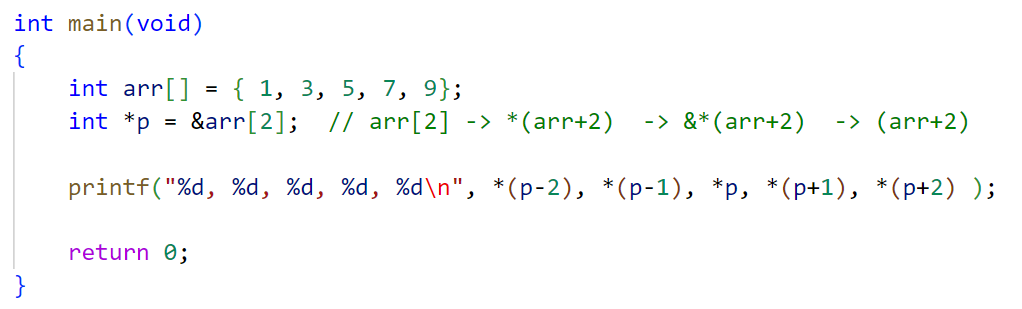 int main(void)
{
    int arr[] = { 1, 3, 5, 7, 9};
    int *p = &arr[2];  // arr[2] -> *(arr+2)  -> &*(arr+2)  -> (arr+2)
    printf("%d, %d, %d, %d, %d\n", *(p-2), *(p-1), *p, *(p+1), *(p+2) );
    return 0;
}